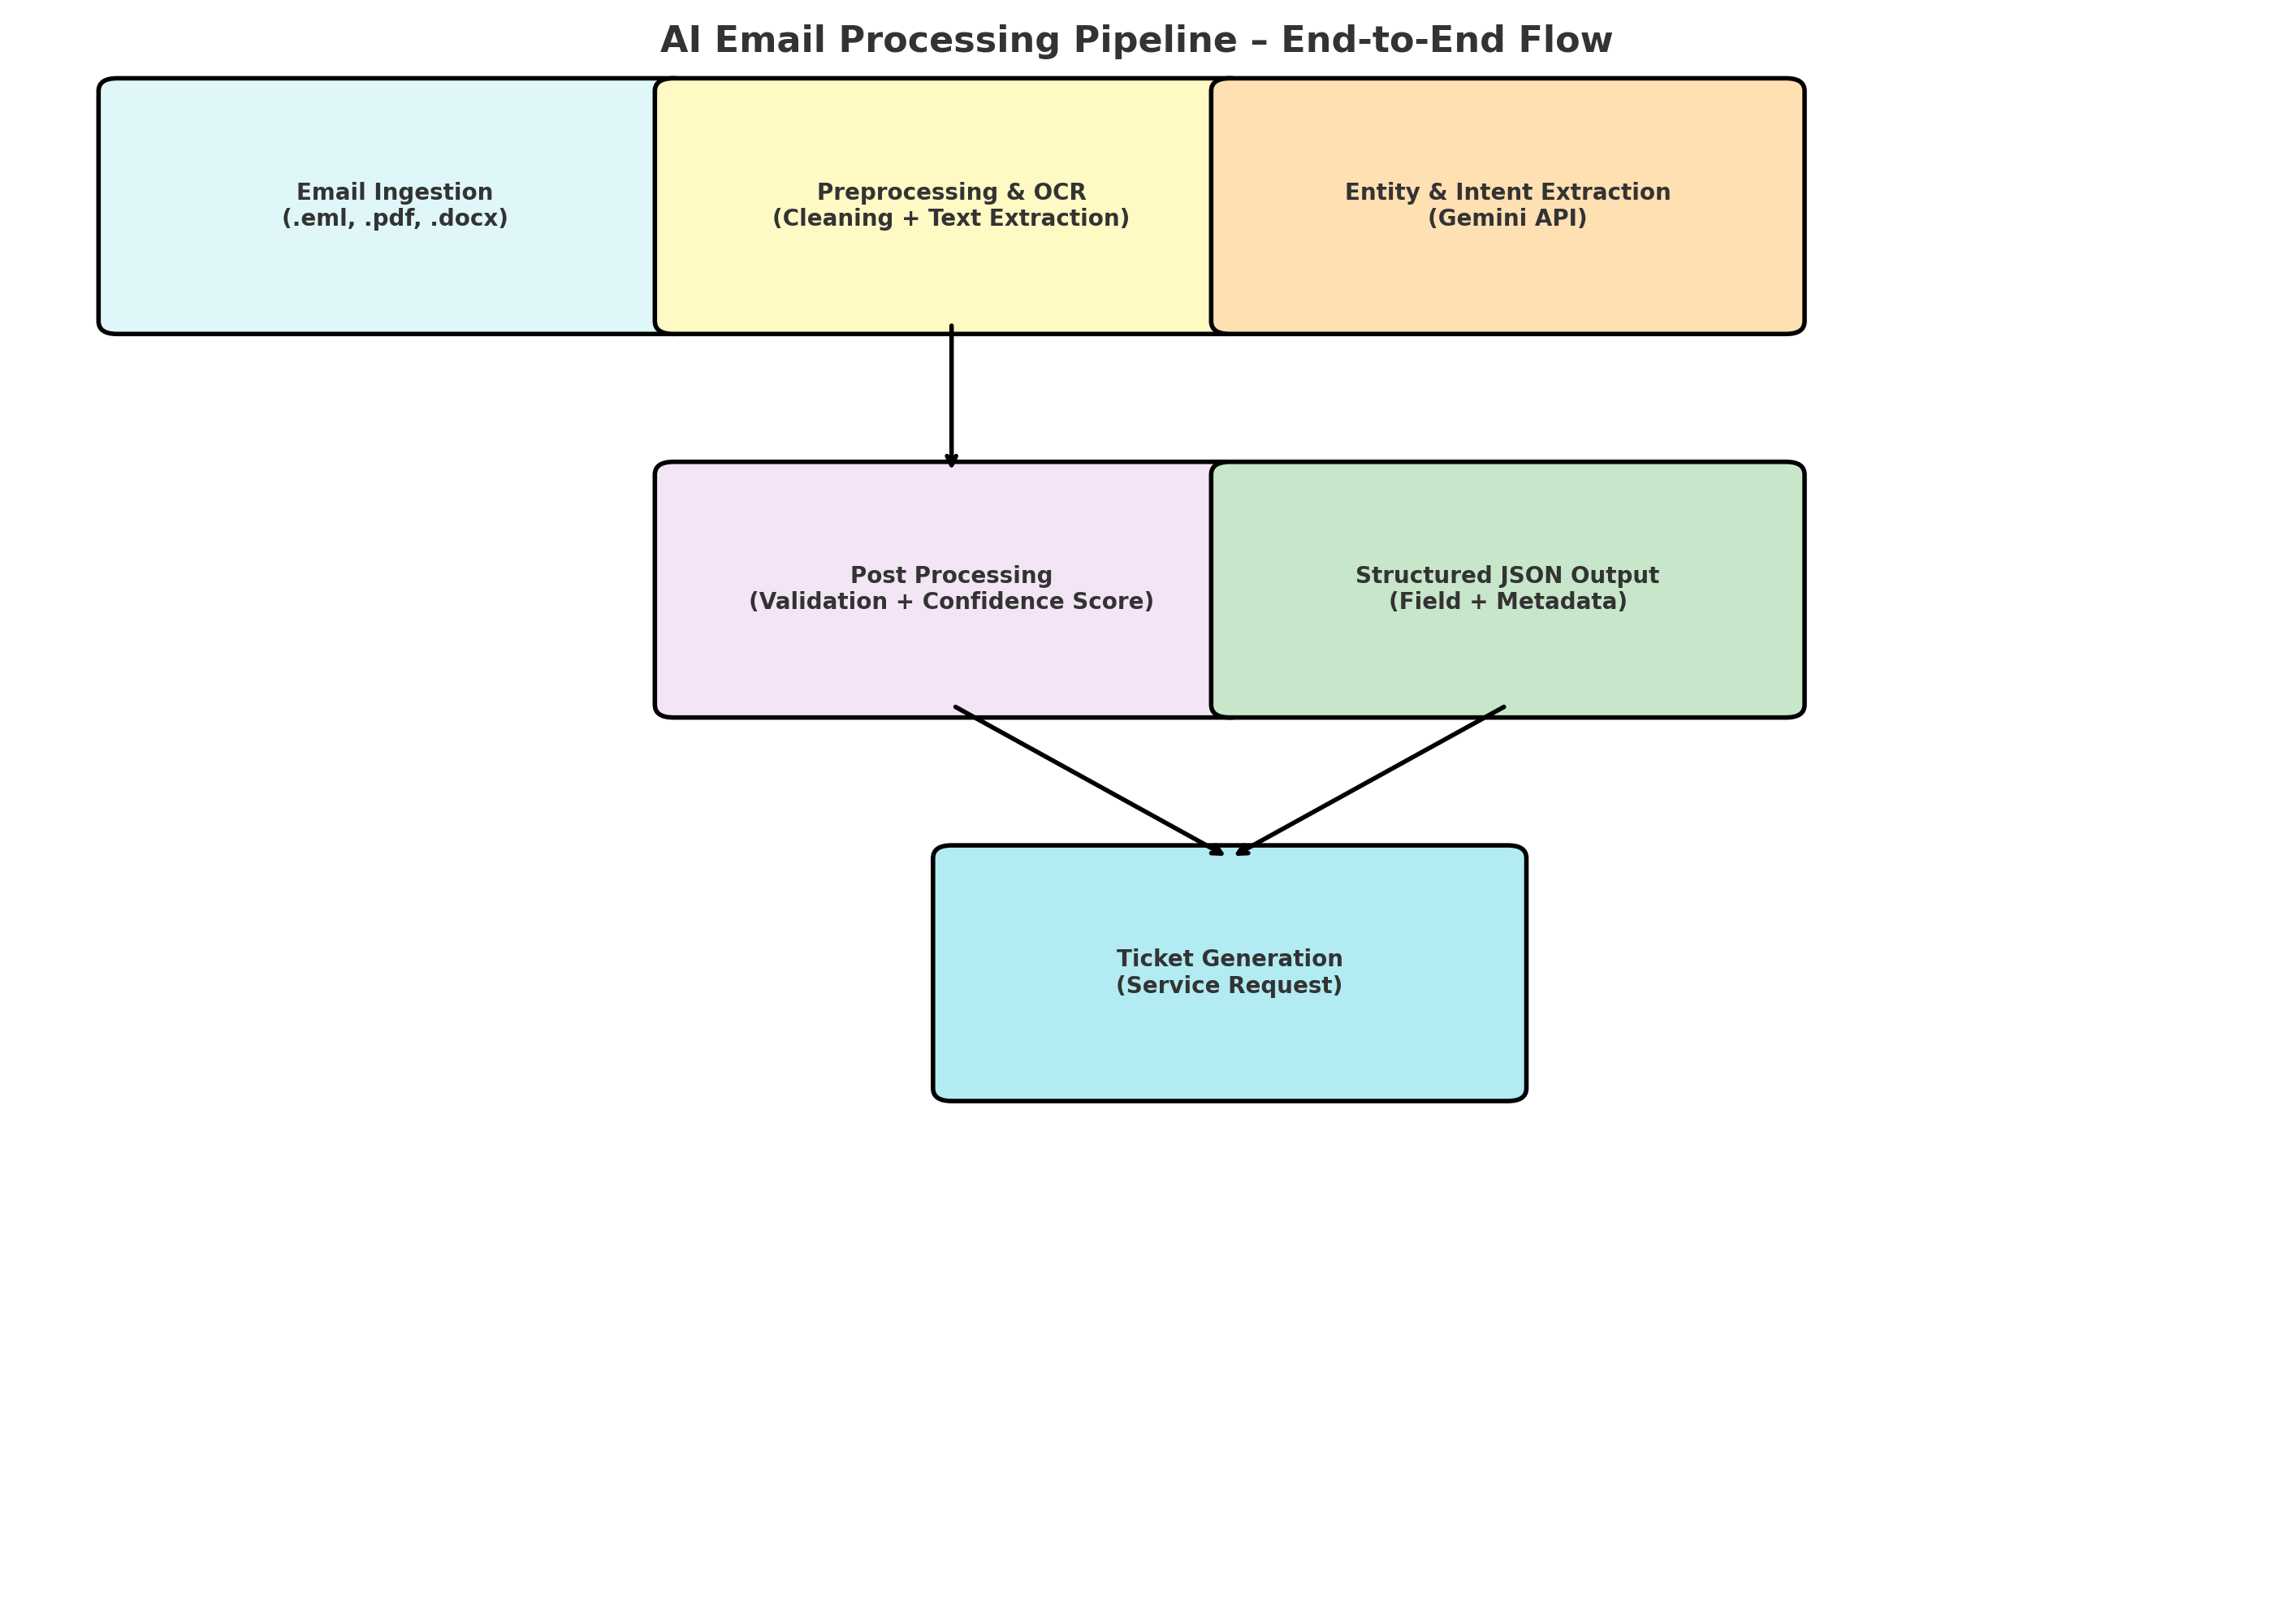 AI Email Processing Pipeline – End-to-End Flow
Email Ingestion
(.eml, .pdf, .docx)
Preprocessing & OCR
(Cleaning + Text Extraction)
Entity & Intent Extraction
(Gemini API)
Post Processing
(Validation + Confidence Score)
Structured JSON Output
(Field + Metadata)
Ticket Generation
(Service Request)